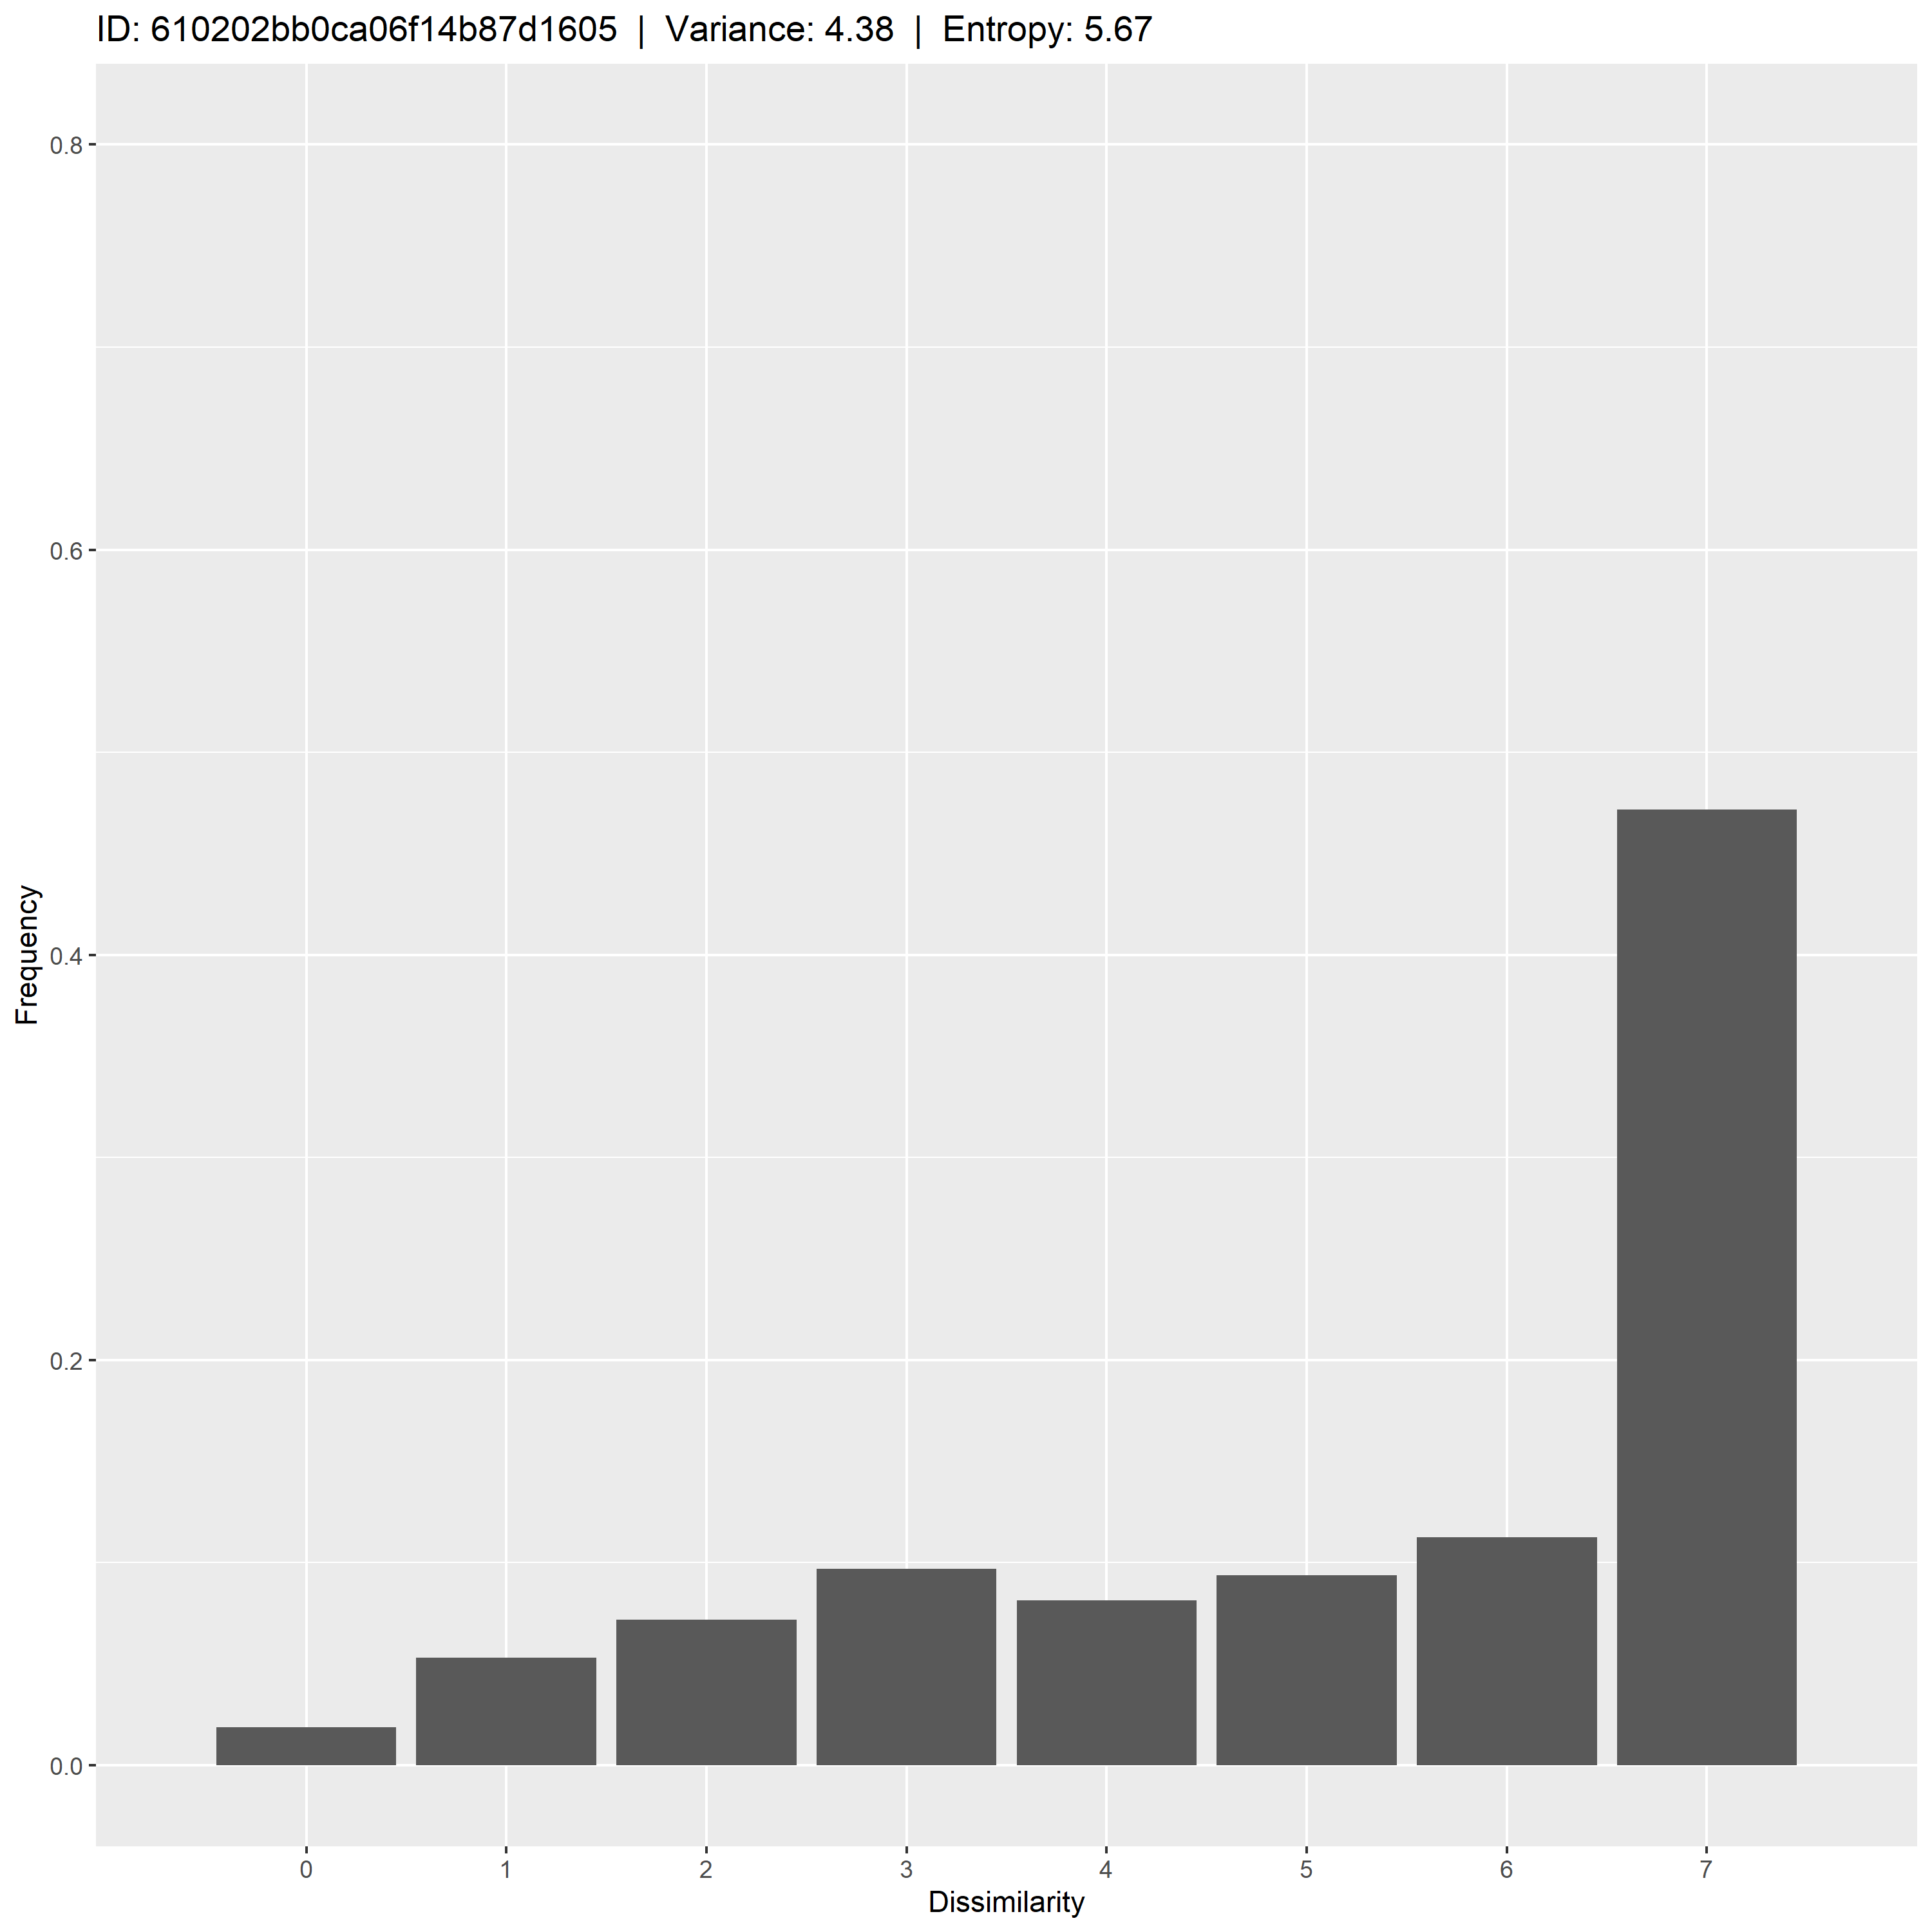 ID: 610202bb0ca06f14b87d1605 | Variance: 4.38 | Entropy: 5.67
0.8
0.6
0.4
0.2
0.0
Frequency
0 1 2 3 4 5 6 7
Dissimilarity